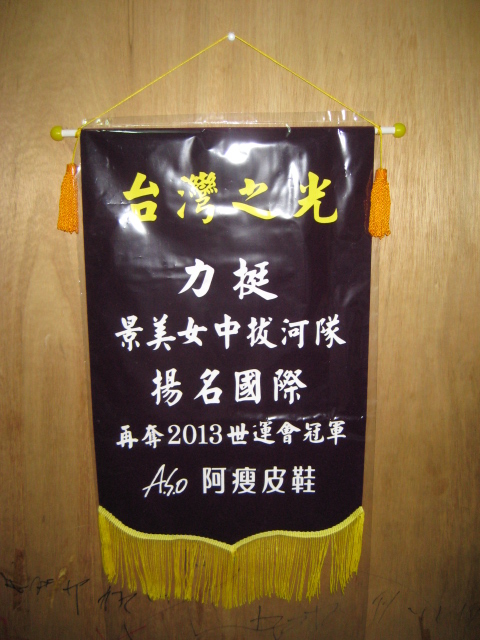 台灣之光
力挺
景美女中拔河隊
揚名國際
再奪2013世運會冠軍
A.S.O 阿瘦皮鞋